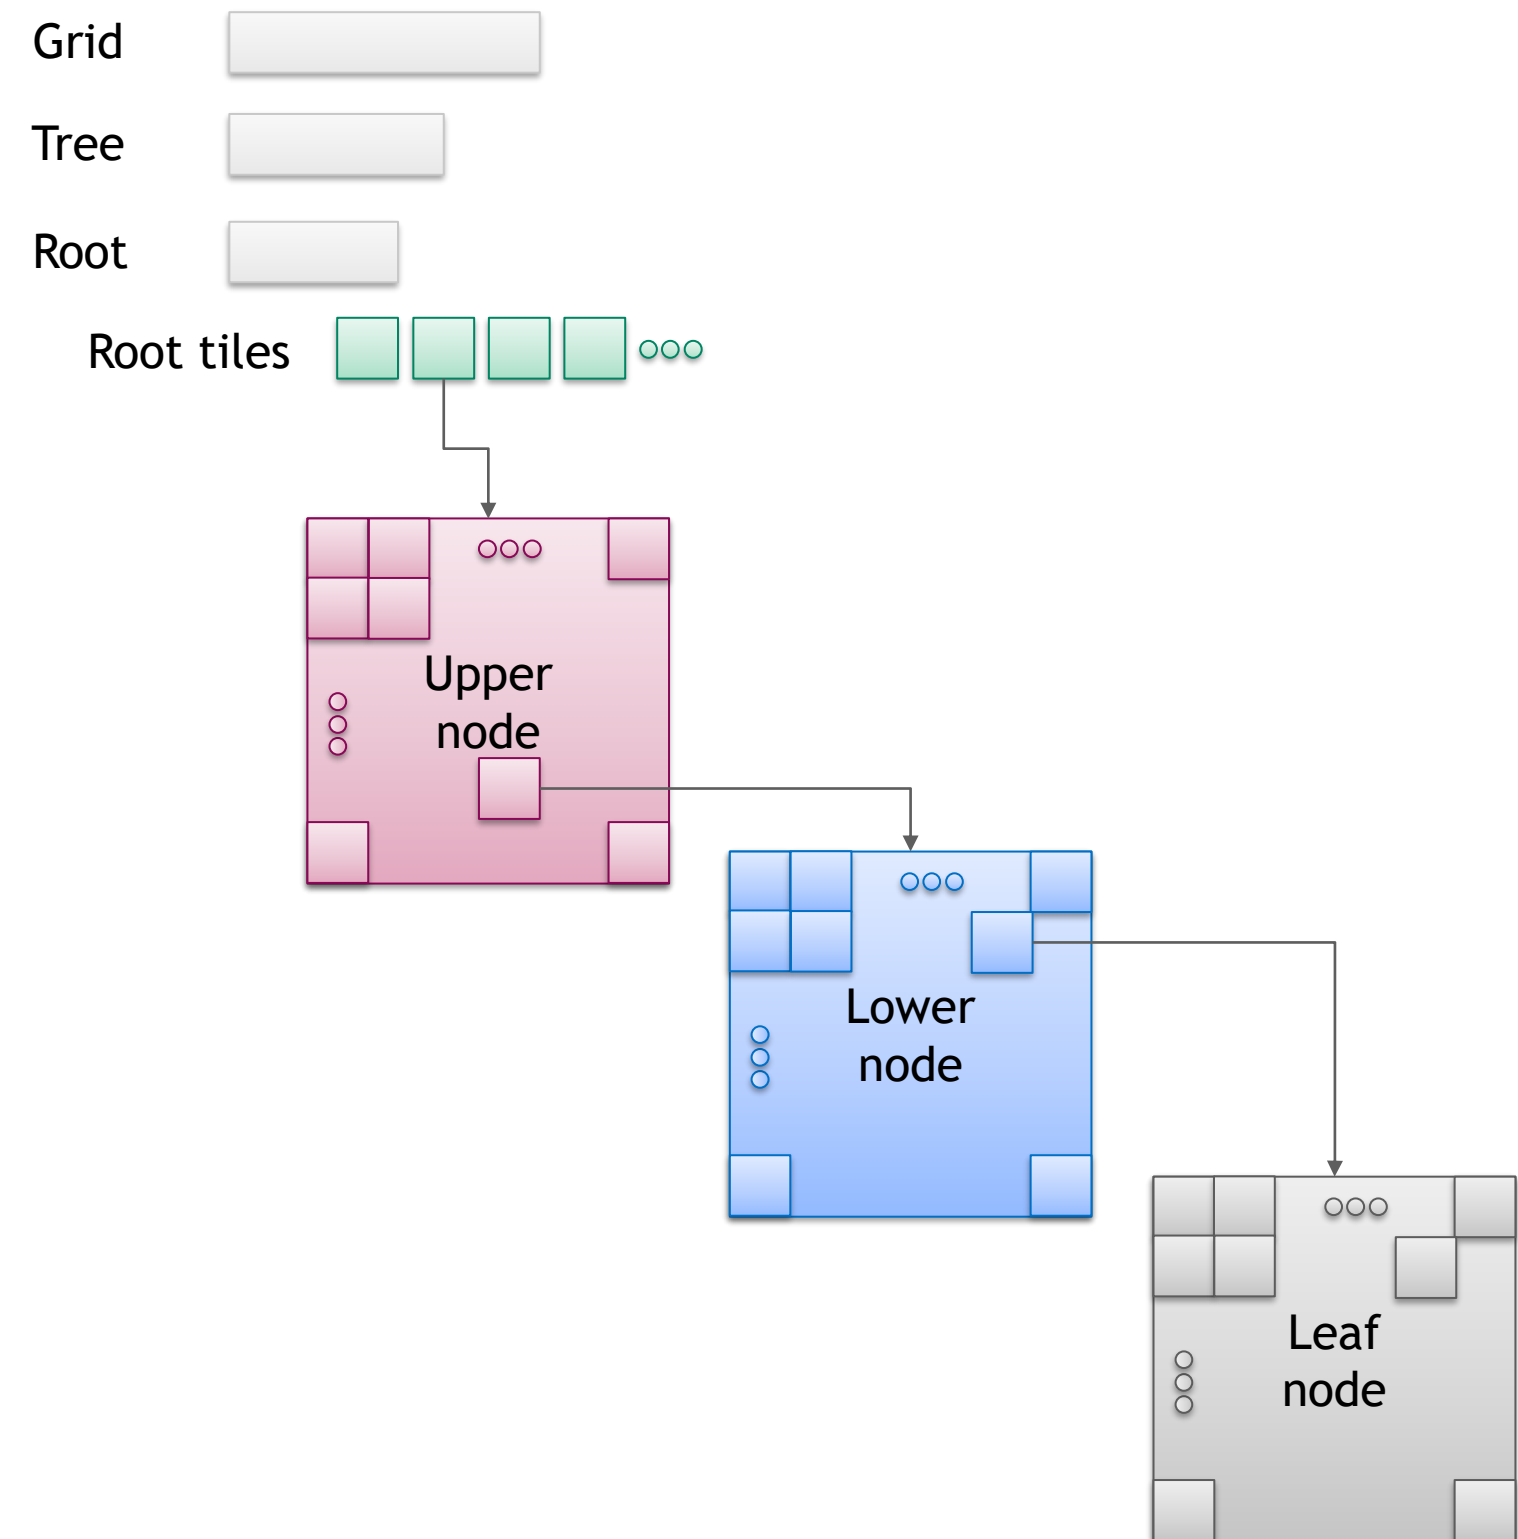 Grid
Tree
Root
Root tiles
Upper
node
Lower
node
Leaf
node